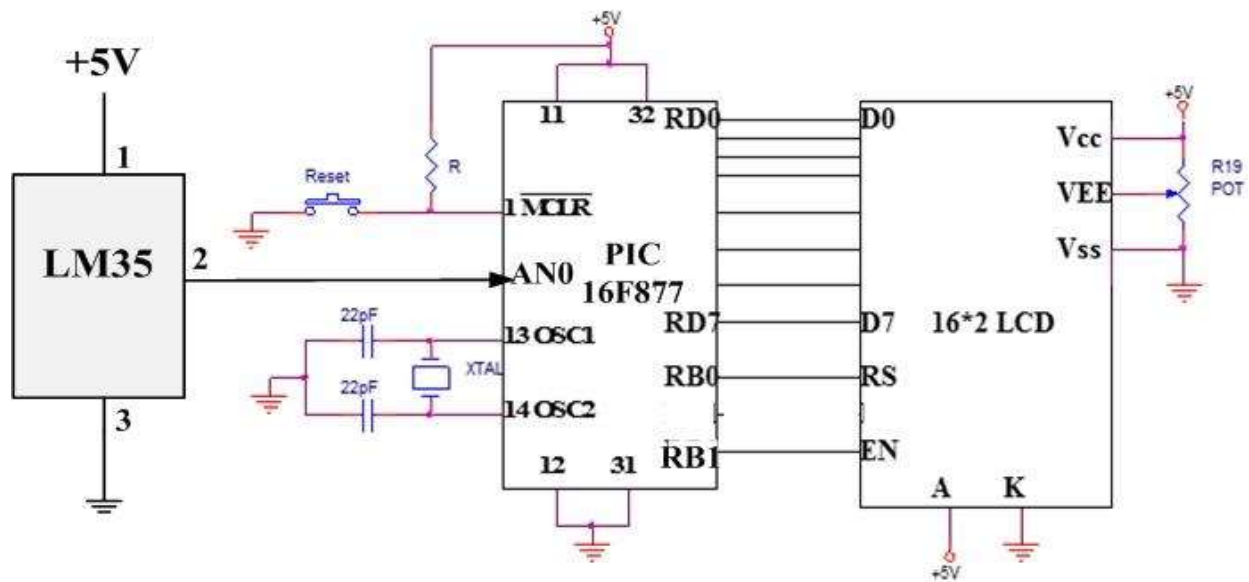 +5V
+5V
1
LM35
2
3
11
32
RD0
D0
Vcc
+5V
R19
POT
VEE
Vss
R
Reset
1 MCLR
AN0
PIC
16F877
16*2 LCD
22pF
13 OSC1
XTAL
22pF
14 OSC2
RD7
D7
RB0
RS
RB1
EN
12
31
A
K
+5V